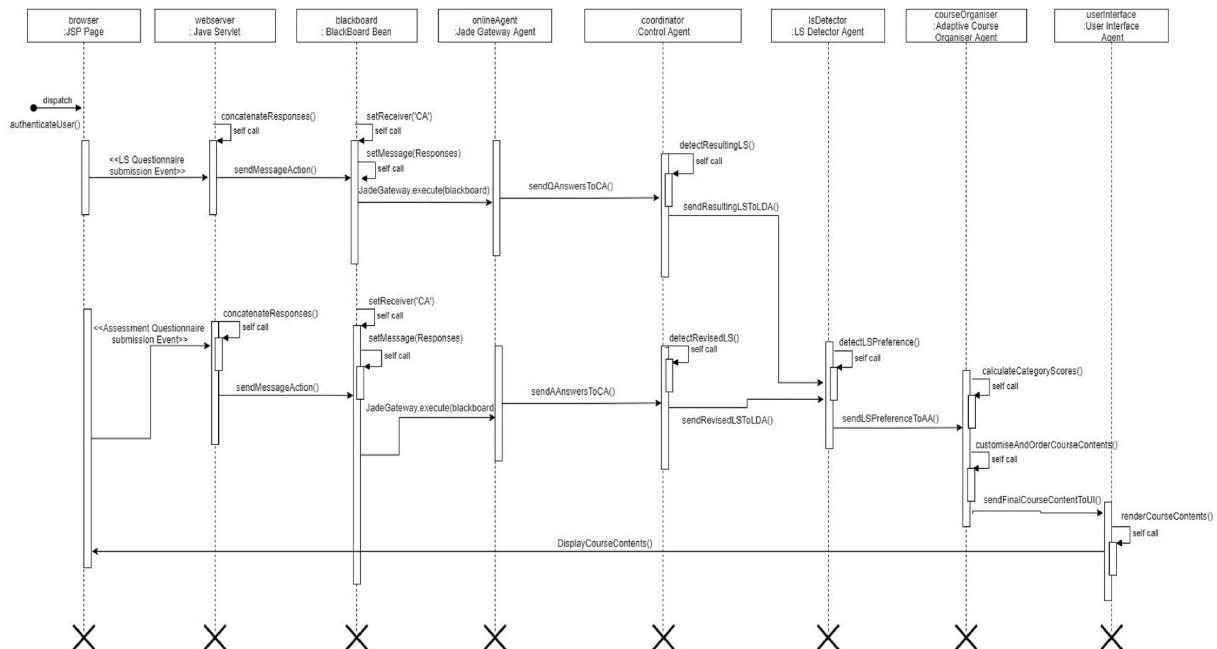 browser
:JSP Page
webserver
: Java Servlet
blackboard
: BlackBoard Bean
onlineAgent
:Jade Gateway Agent
coordinator
:Control Agent
lsDetector
:LS Detector Agent
courseOrganiser
:Adaptive Course
Organiser Agent
userInterface
:User Interface
Agent
dispatch
authenticateUser()
concatenateResponses()
self call
setReceiver('CA')
self call
<<LS Questionnaire
submission Event>>
sendMessageAction()
setMessage(Responses)
self call
JadeGateway.execute(blackboard)
sendQAnswersToCA()
detectResultingLS()
self call
sendResultingLSToLDA()
<<Assessment Questionnaire
submission Event>>
concatenateResponses()
self call
setReceiver('CA')
self call
setMessage(Responses)
self call
sendMessageAction()
JadeGateway.execute(blackboard
sendAAnswersToCA()
detectRevisedLS()
self call
sendRevisedLSToLDA()
detectLSPreference()
self call
sendLSPreferenceToAA()
calculateCategoryScores()
self call
customiseAndOrderCourseContents()
self call
sendFinalCourseContentToUI()
renderCourseContents()
self call
DisplayCourseContents()